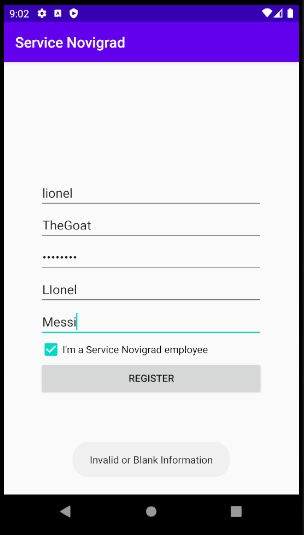 9:02
Service Novigrad
lionel
TheGoat
••••••••
LIonel
Messi
I'm a Service Novigrad employee
REGISTER
Invalid or Blank Information